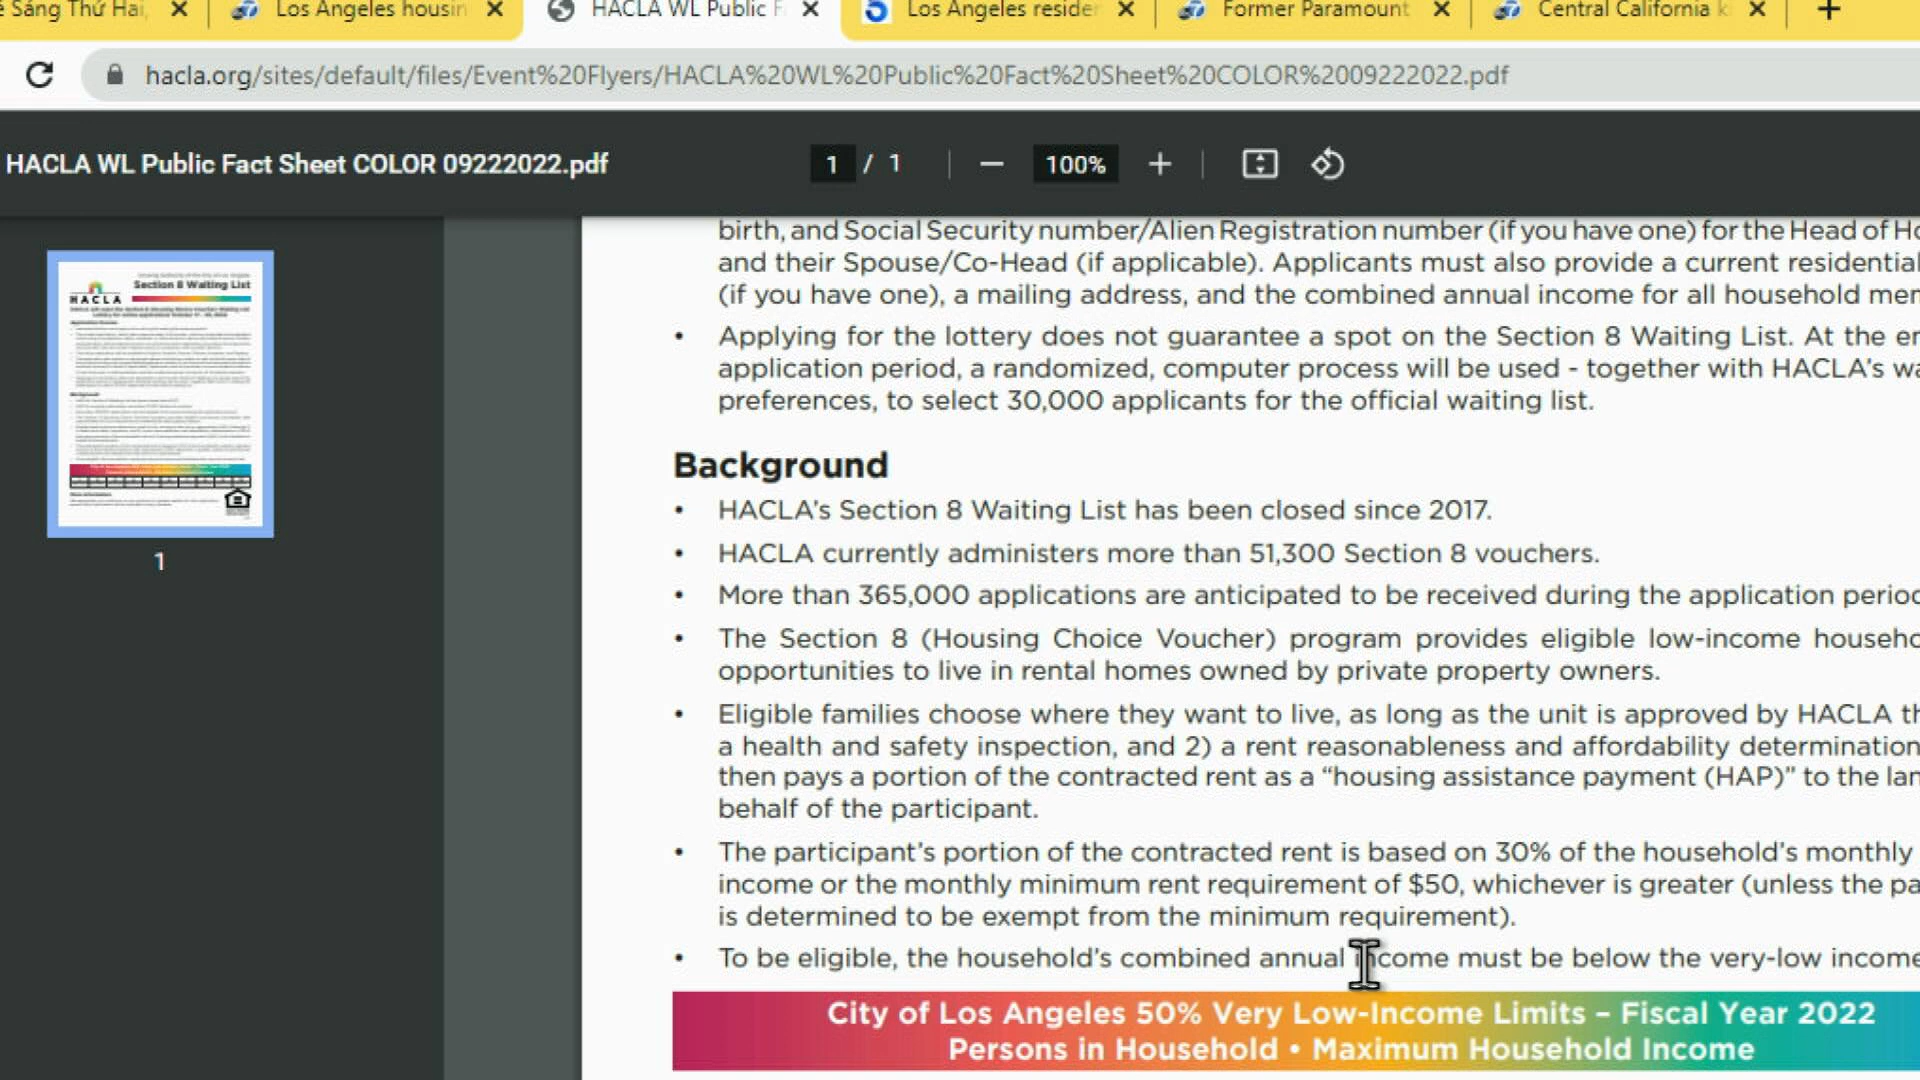 ẻ Sáng Thứ Hai,
Los Angeles housin
HACLA WL Public F
Los Angeles reside
Former Paramount
Central California k
hacla.org/sites/default/files/Event%20Flyers/HACLA%20WL%20Public%20Fact%20Sheet%20COLOR%2009222022.pdf
HACLA WL Public Fact Sheet COLOR 09222022.pdf
1 / 1
100%
HACLA
Section 8 Waiting List
1
birth, and Social Security number/Alien Registration number (if you have one) for the Head of Ho
and their Spouse/Co-Head (if applicable). Applicants must also provide a current residential
(if you have one), a mailing address, and the combined annual income for all household mem
• Applying for the lottery does not guarantee a spot on the Section 8 Waiting List. At the en
application period, a randomized, computer process will be used - together with HACLA's wa
preferences, to select 30,000 applicants for the official waiting list.
Background
• HACLA's Section 8 Waiting List has been closed since 2017.
• HACLA currently administers more than 51,300 Section 8 vouchers.
• More than 365,000 applications are anticipated to be received during the application period
• The Section 8 (Housing Choice Voucher) program provides eligible low-income househo
opportunities to live in rental homes owned by private property owners.
• Eligible families choose where they want to live, as long as the unit is approved by HACLA th
a health and safety inspection, and 2) a rent reasonableness and affordability determination
then pays a portion of the contracted rent as a “housing assistance payment (HAP)” to the lan
behalf of the participant.
• The participant's portion of the contracted rent is based on 30% of the household's monthly
income or the monthly minimum rent requirement of $50, whichever is greater (unless the pa
is determined to be exempt from the minimum requirement).
• To be eligible, the household's combined annual income must be below the very-low income
City of Los Angeles 50% Very Low-Income Limits – Fiscal Year 2022
Persons in Household • Maximum Household Income